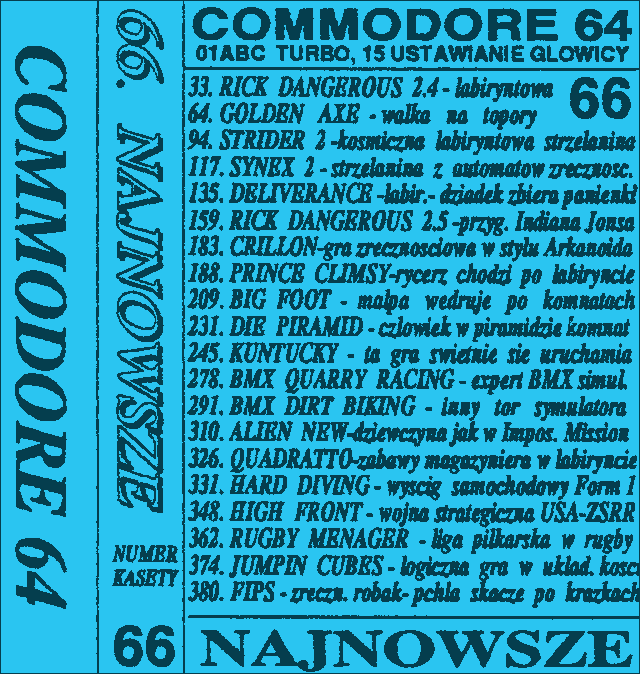 COMMODORE 64
66. NAJNOWSZE
NUMER
KASETY
66
COMMODORE 64
01ABC TURBO, 15 USTAWIANIE GLOWICY
66
33. RICK DANGEROUS 2.4 - labiryntowa
64. GOLDEN AXE - walka na topory
94. STRIDER 2 -kosmiczna labiryntowa strzelanina
117. SYNEX 2 - strzelanina z automatow zrecznosc.
135. DELIVERANCE -labir.- dziadek zbiera panienki
159. RICK DANGEROUS 2.5 -przyg. Indiana Jonsa
183. CRILLON-gra zrecznosciowa w stylu Arkanoida
188. PRINCE CLIMSY-rycerz chodzi po labiryncie
209. BIG FOOT - malpa wedruje po komnatach
231. DIE PIRAMID - czlowiek w piramidzie komnat
245. KUNTUCKY - ta gra swietnie sie uruchamia
278. BMX QUARRY RACING - expert BMX simul.
291. BMX DIRT BIKING - inny tor symulatora
310. ALIEN NEW-dziewczyna jak w Impos. Mission
326. QUADRATTO-zabawy magazyniera w labiryncie
331. HARD DIVING - wyscig samochodowy Form 1
348. HIGH FRONT - wojna strategiczna USA-ZSRR
362. RUGBY MENAGER - liga pilkarska w rugby
374. JUMPIN CUBES - logiczna gra w uklad. kosc
380. FIPS - zreczn. robak- pchla skacze po krazkach
NAJNOWSZE